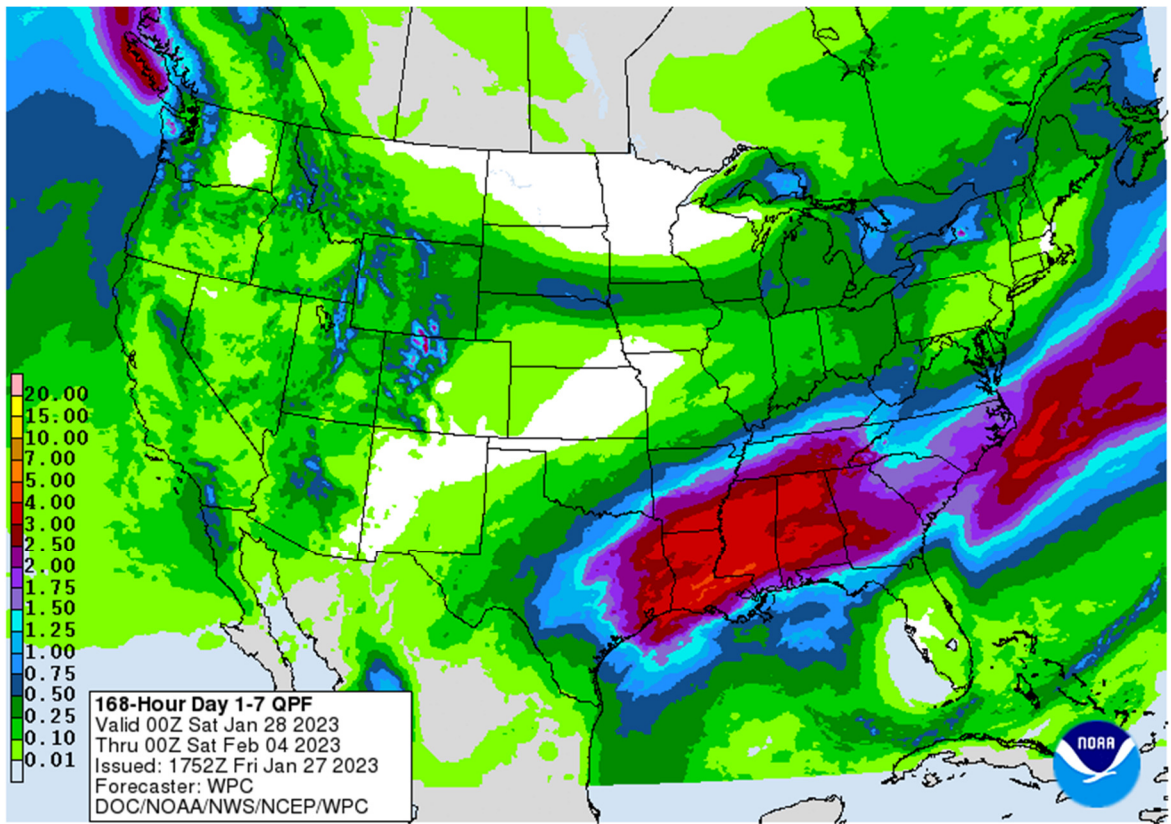 20.00
15.00
10.00
7.00
5.00
4.00
3.00
2.50
2.00
1.75
1.50
1.25
1.00
0.75
0.50
0.25
0.10
0.01
168-Hour Day 1-7 QPF
Valid 00Z Sat Jan 28 2023
Thru 00Z Sat Feb 04 2023
Issued: 1752Z Fri Jan 27 2023
Forecaster: WPC
DOC/NOAA/NWS/NCEP/WPC
NOAA